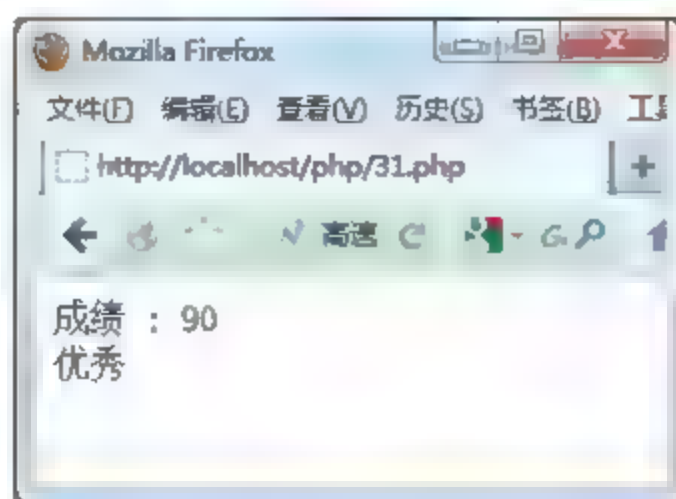 Mozilla Firefox
文件(F) 编辑(E) 查看(V) 历史(S) 书签(B)
http://localhost/php/31.php
高速
成绩 : 90
优秀